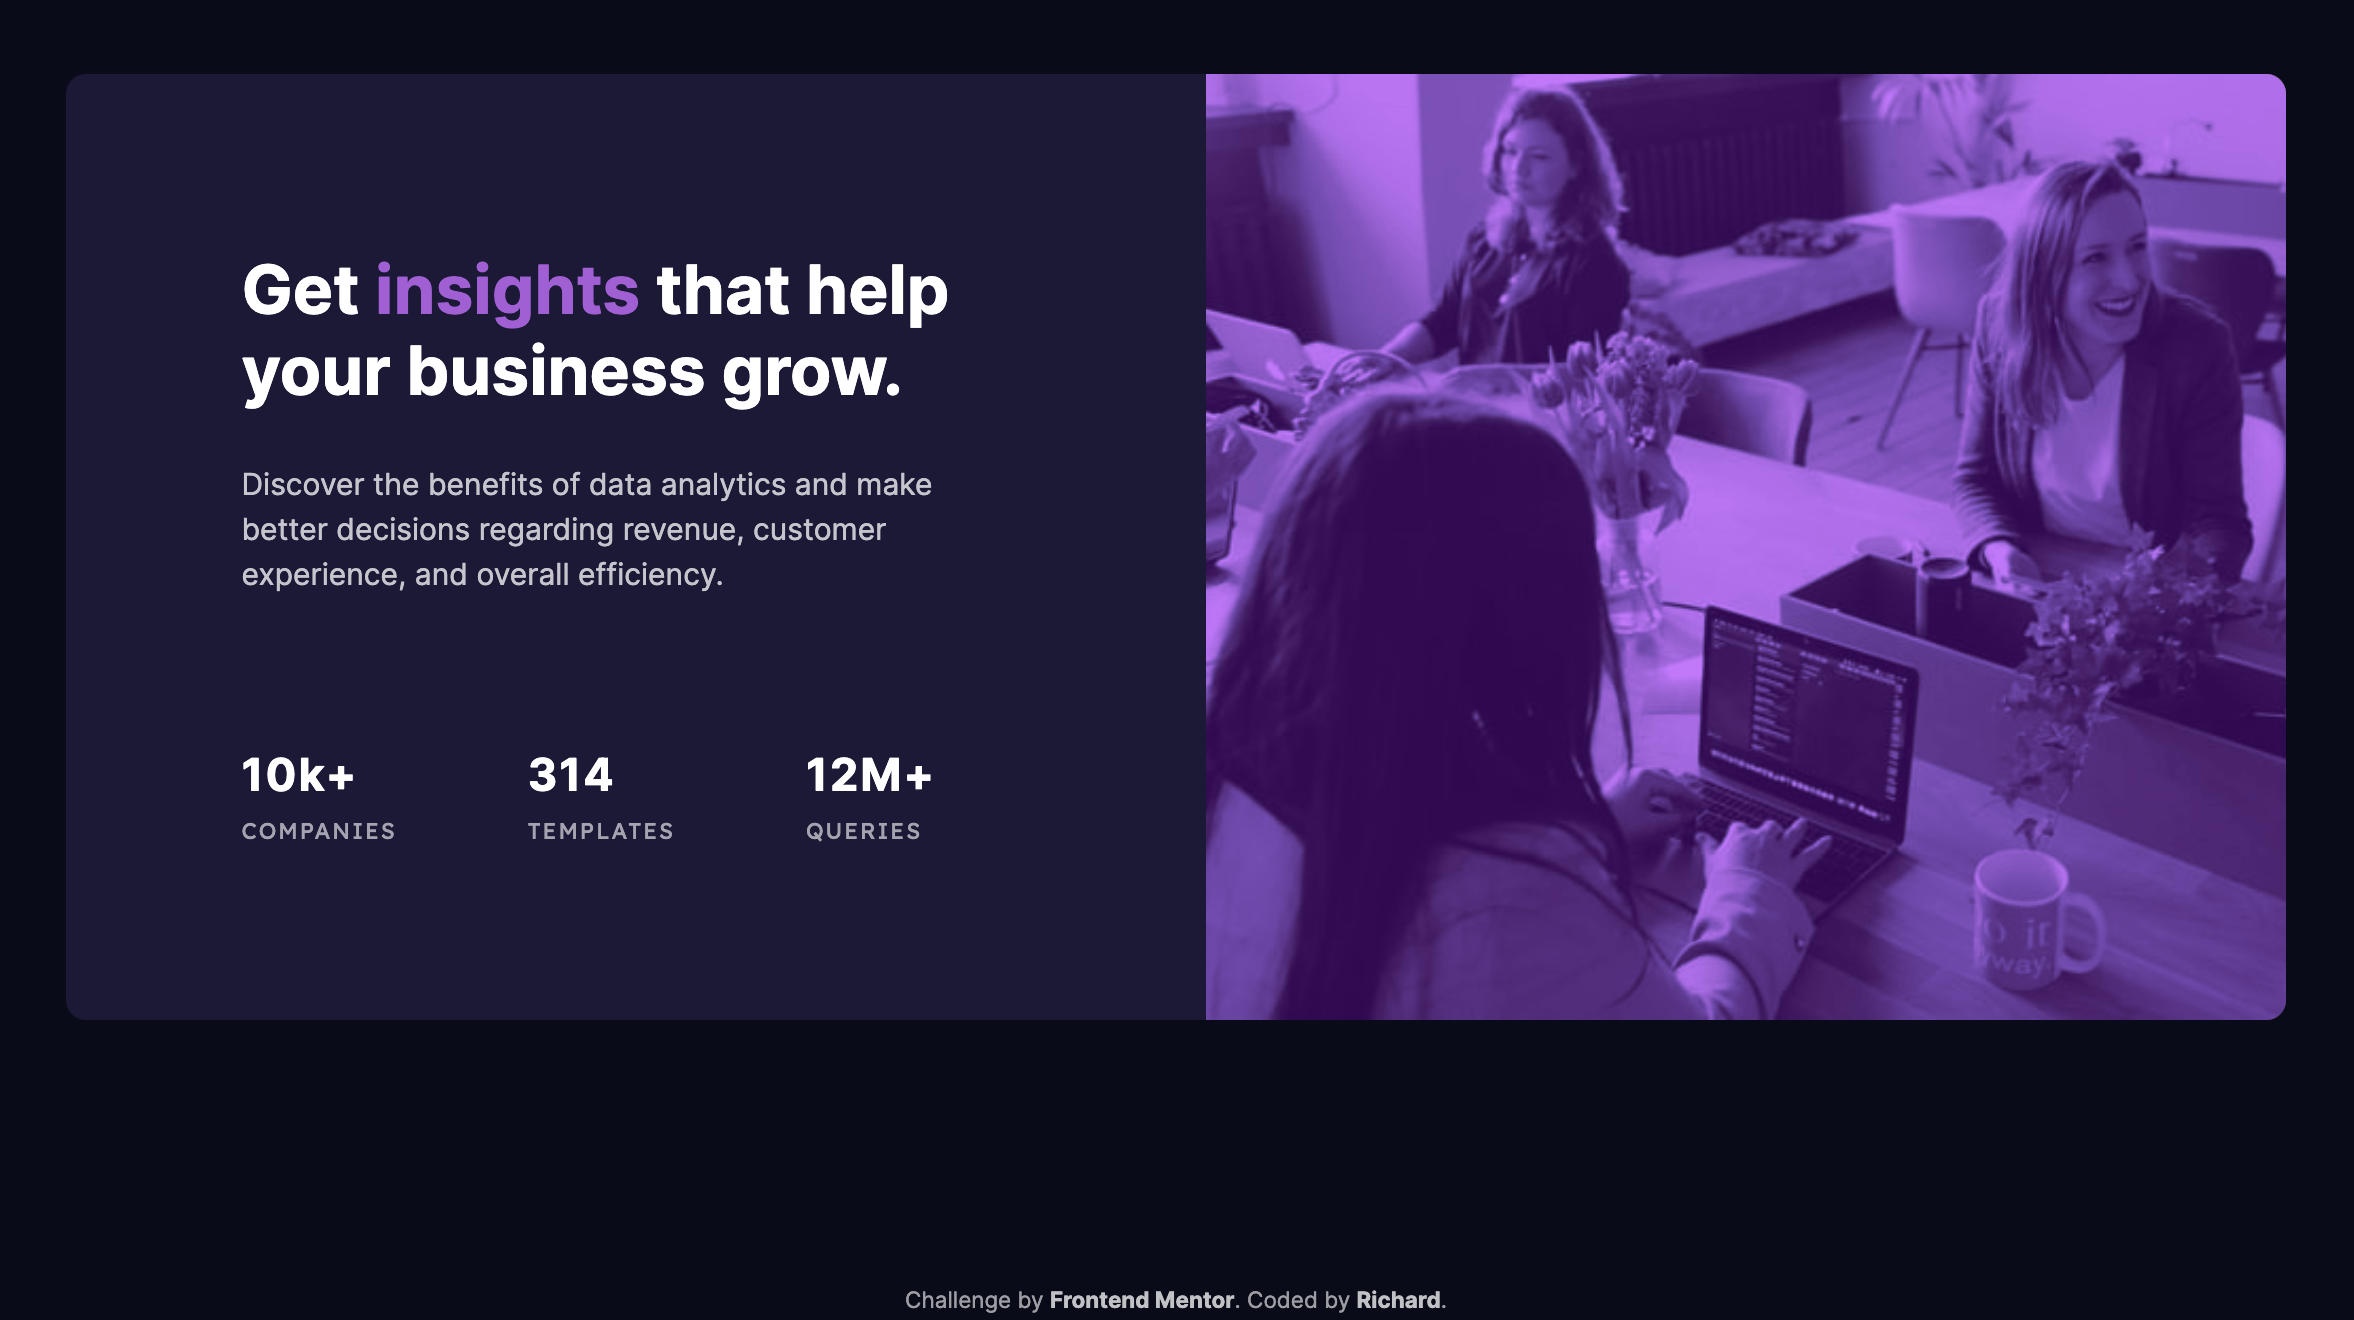 Get insights that help
your business grow.
Discover the benefits of data analytics and make
better decisions regarding revenue, customer
experience, and overall efficiency.
10k+
COMPANIES
314
TEMPLATES
12M+
QUERIES
Challenge by Frontend Mentor. Coded by Richard.